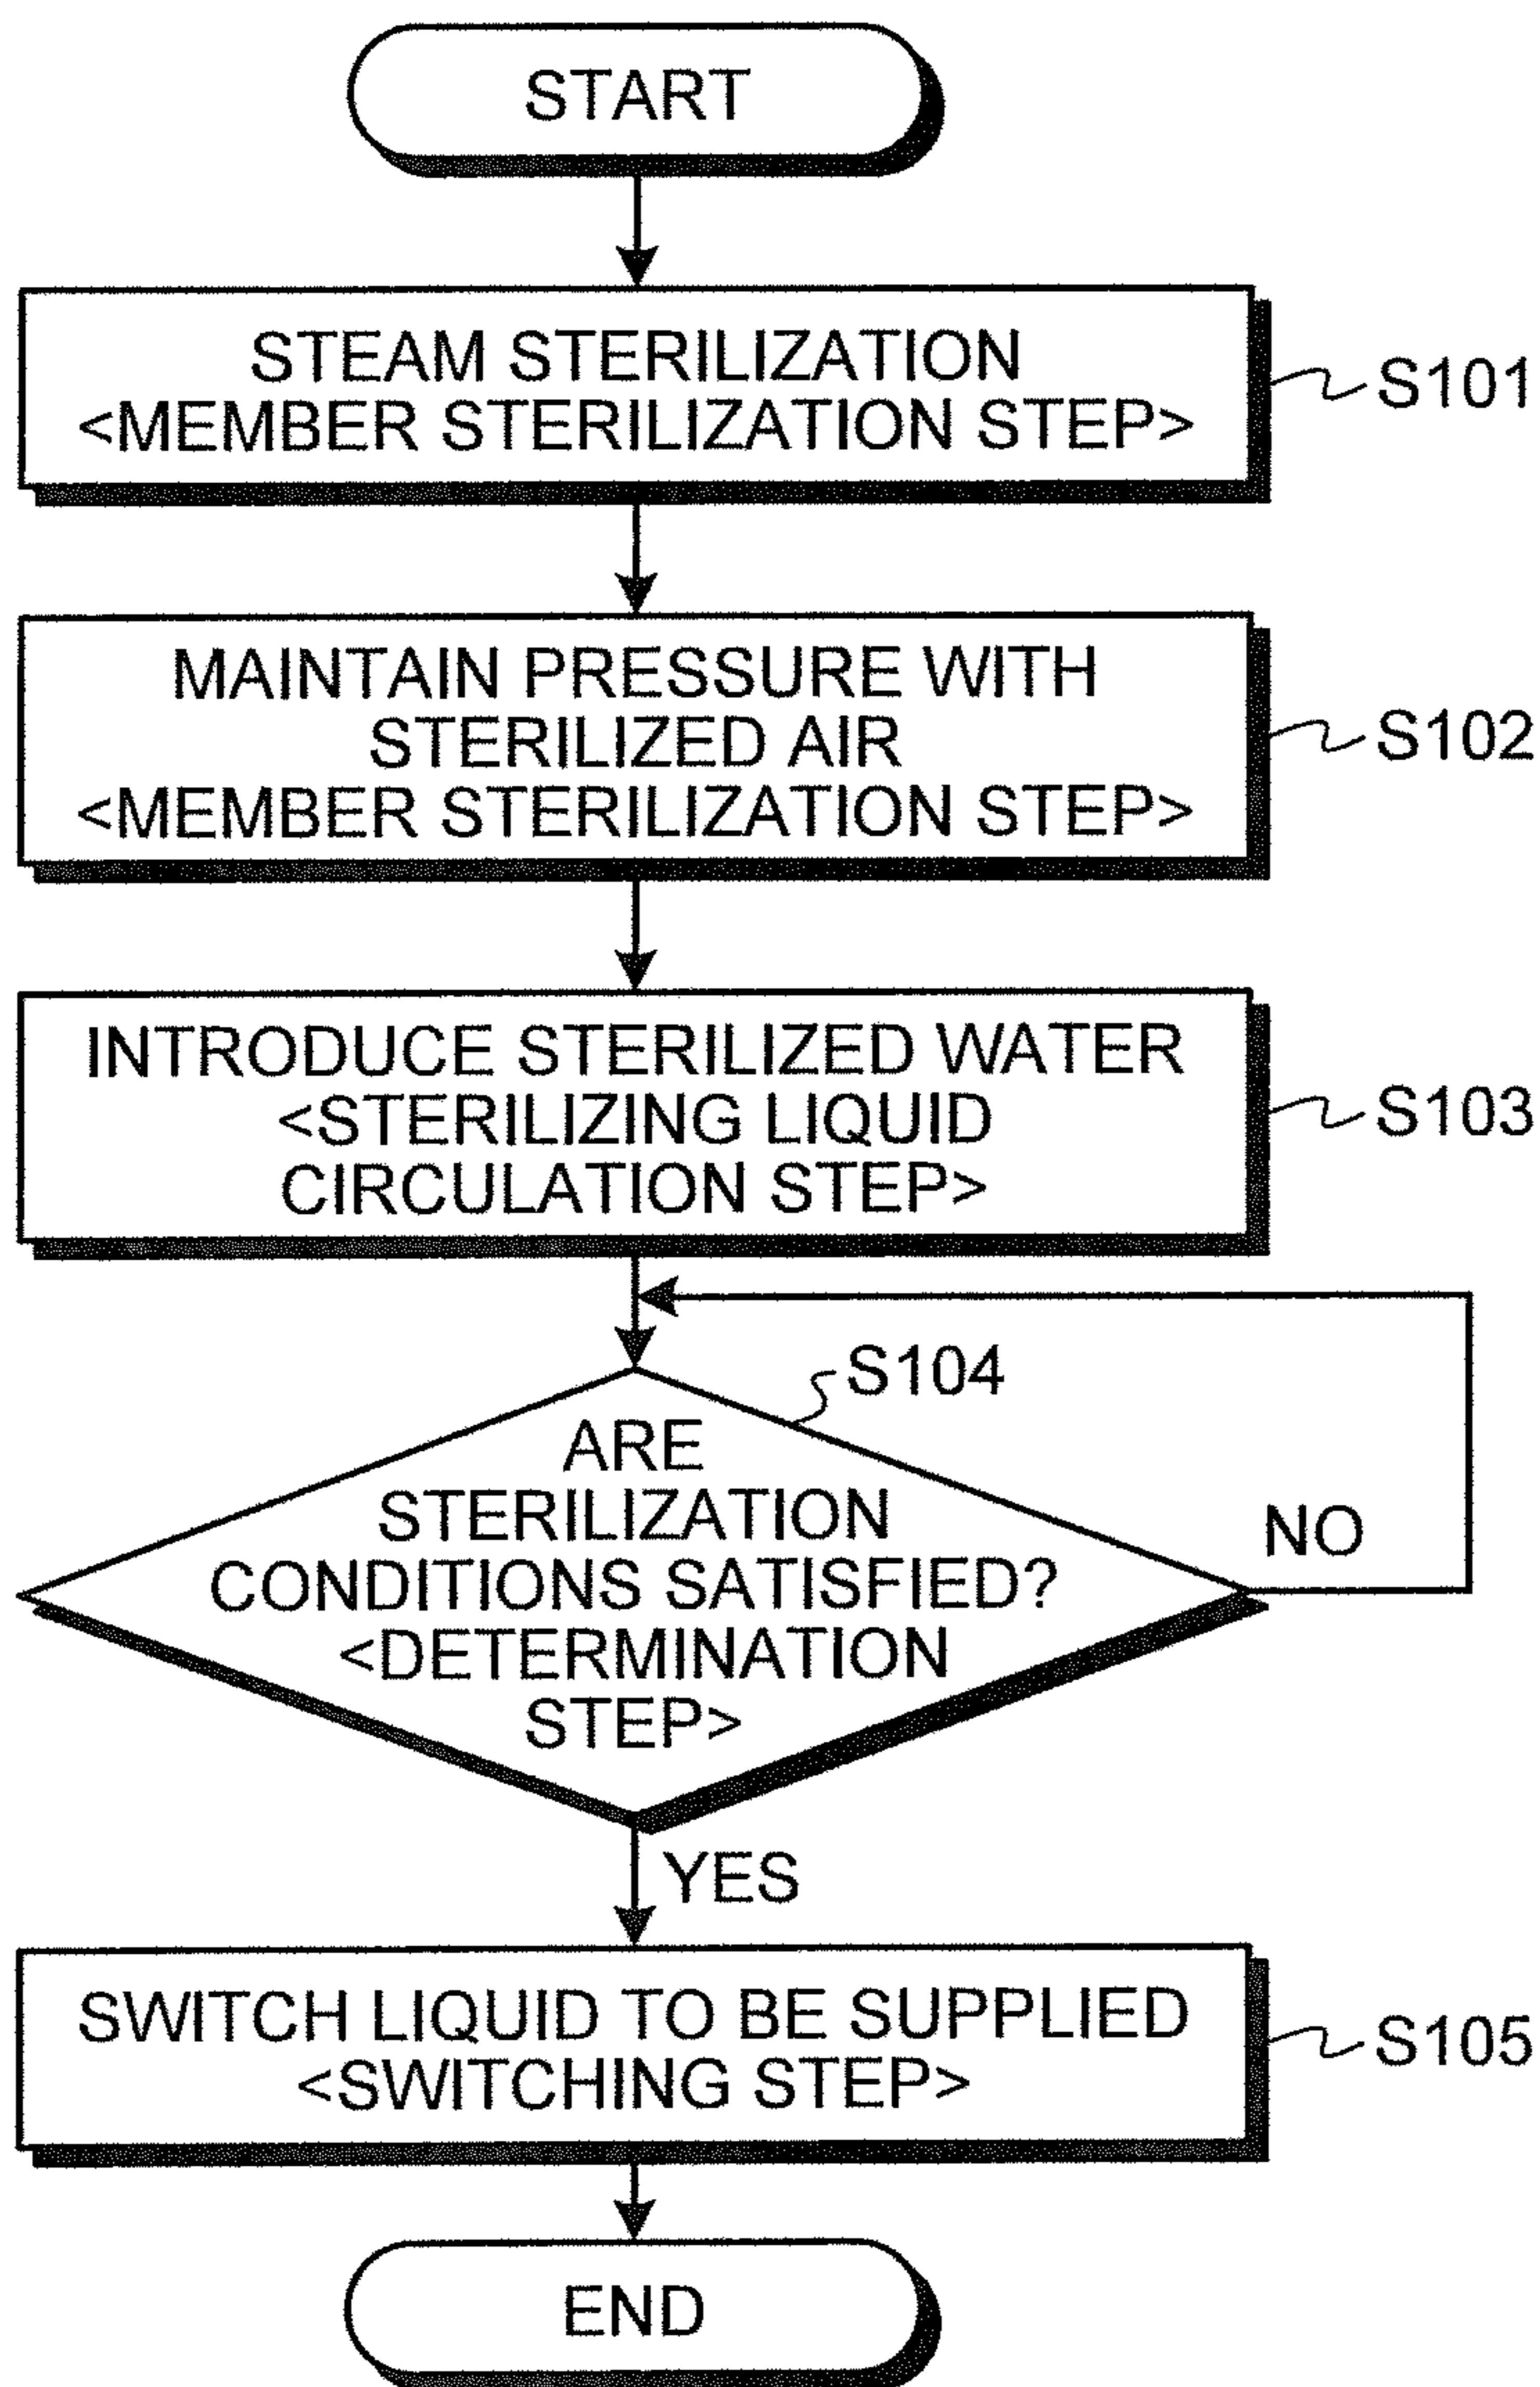 START
STEAM STERILIZATION
<MEMBER STERILIZATION STEP>
S101
MAINTAIN PRESSURE WITH
STERILIZED AIR
<MEMBER STERILIZATION STEP>
S102
INTRODUCE STERILIZED WATER
<STERILIZING LIQUID
CIRCULATION STEP>
S103
S104
ARE
STERILIZATION
CONDITIONS SATISFIED?
<DETERMINATION
STEP>
NO
YES
SWITCH LIQUID TO BE SUPPLIED
<SWITCHING STEP>
S105
END